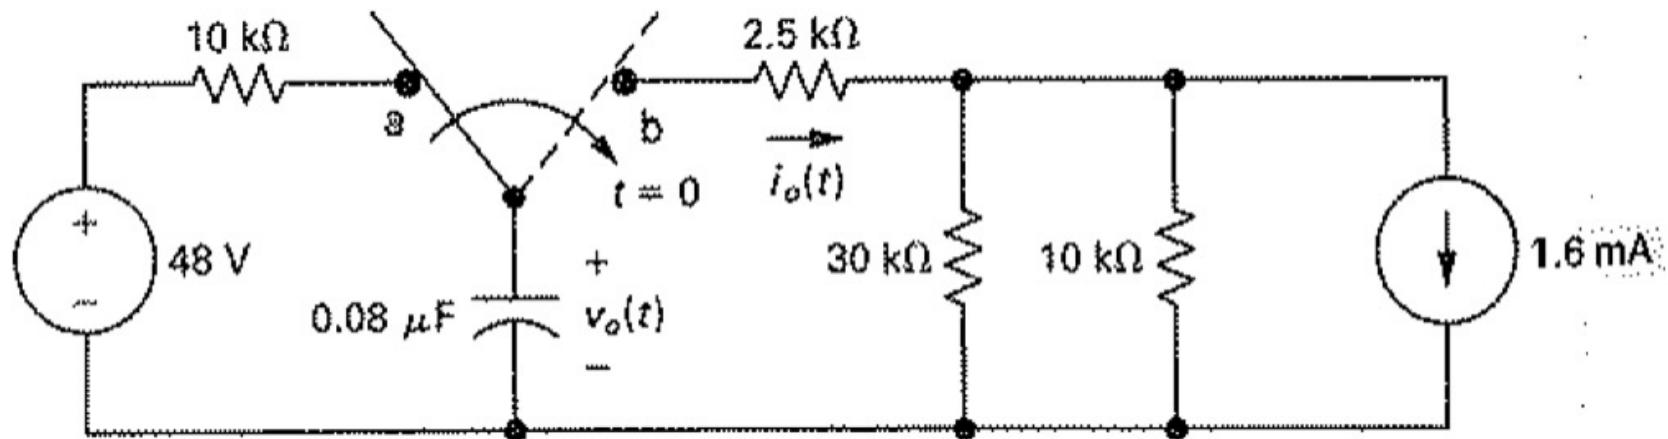 10 kΩ
2.5 kΩ
a
b
t = 0
i_o(t)
+
−
48 V
0.08 μF
+
v_o(t)
−
30 kΩ
10 kΩ
1.6 mA